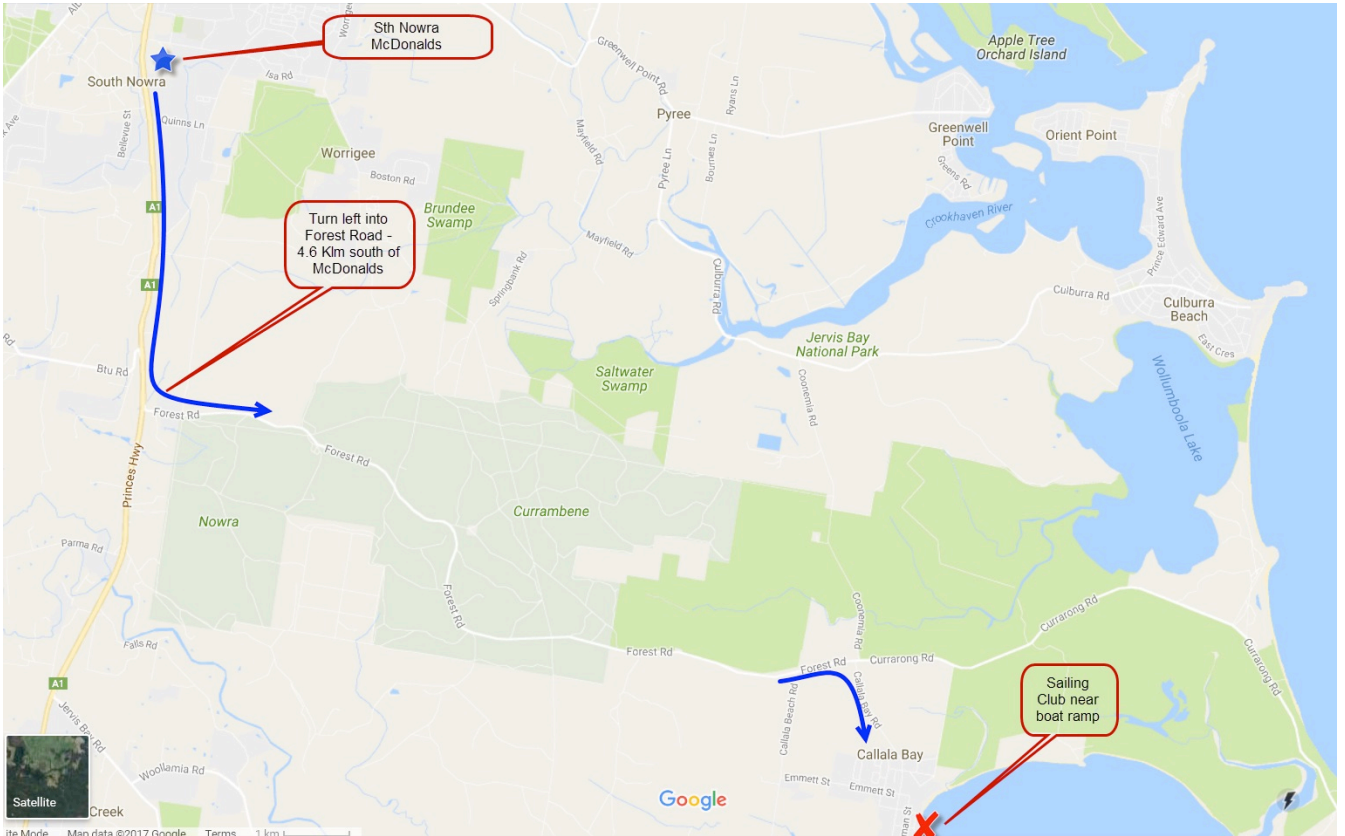 Sth Nowra
McDonalds
Apple Tree
Orchard Island
Greenwell Point Rd
Isa Rd
South Nowra
Ryans Ln
Pyree
Quinns Ln
Bellevue St
Mayfield Rd
Greenwell
Point
Orient Point
Worrigee
Pyree Ln
Bournes Ln
Greens Rd
Boston Rd
Brundee
Swamp
A1
Turn left into
Forest Road -
4.6 Klm south of
McDonalds
Crookhaven River
Prince Edward Ave
Mayfield Rd
Springbank Rd
Culburra Rd
A1
Culburra Rd
Culburra
Beach
East Cres
Jervis Bay
National Park
Btu Rd
Saltwater
Swamp
Coonemia Rd
Wollumboola Lake
Forest Rd
Forest Rd
Princes Hwy
Nowra
Currambene
Parma Rd
Forest Rd
Coonemia Rd
Currarong Rd
Falls Rd
Forest Rd
Forest Rd
Currarong Rd
Currarong Rd
A1
Sailing
Club near
boat ramp
Callala Beach Rd
Callala Bay Rd
Jervis Bay Rd
Callala Bay
Woollamia Rd
Emmett St
Emmett St
Satellite
Google
Creek
Map data ©2017 Google
Terms
1 km